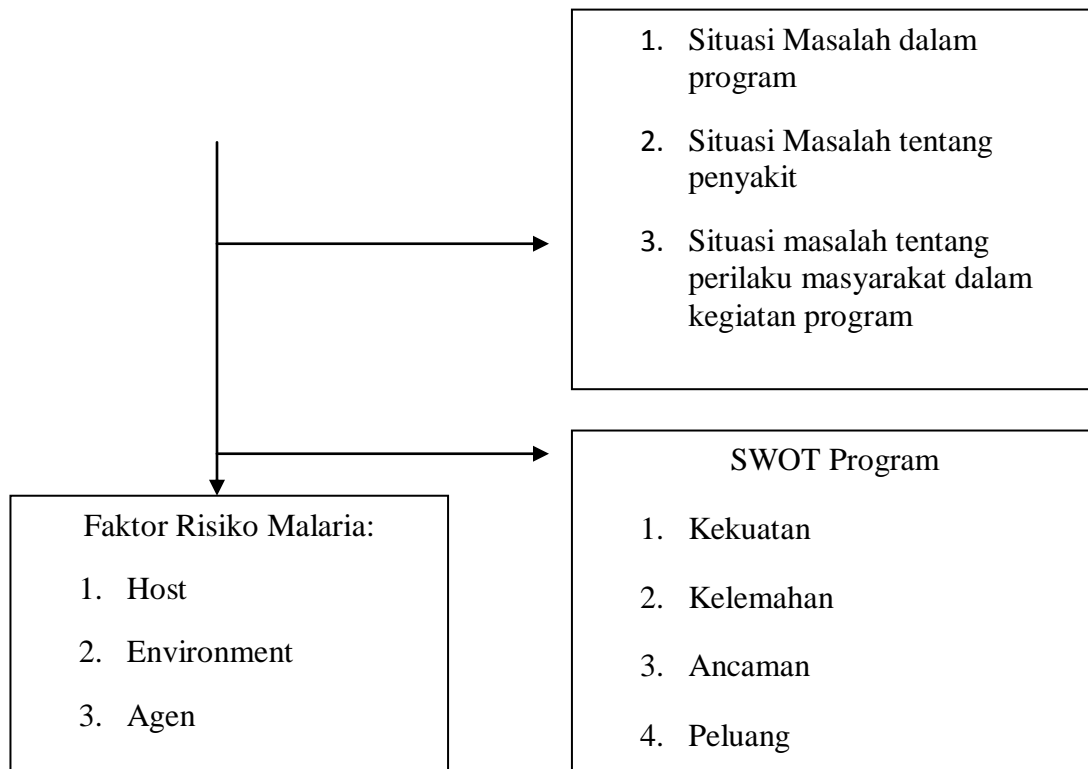 1. Situasi Masalah dalam
program
2. Situasi Masalah tentang
penyakit
3. Situasi masalah tentang
perilaku masyarakat dalam
kegiatan program
SWOT Program
1. Kekuatan
2. Kelemahan
3. Ancaman
4. Peluang
Faktor Risiko Malaria:
1. Host
2. Environment
3. Agen